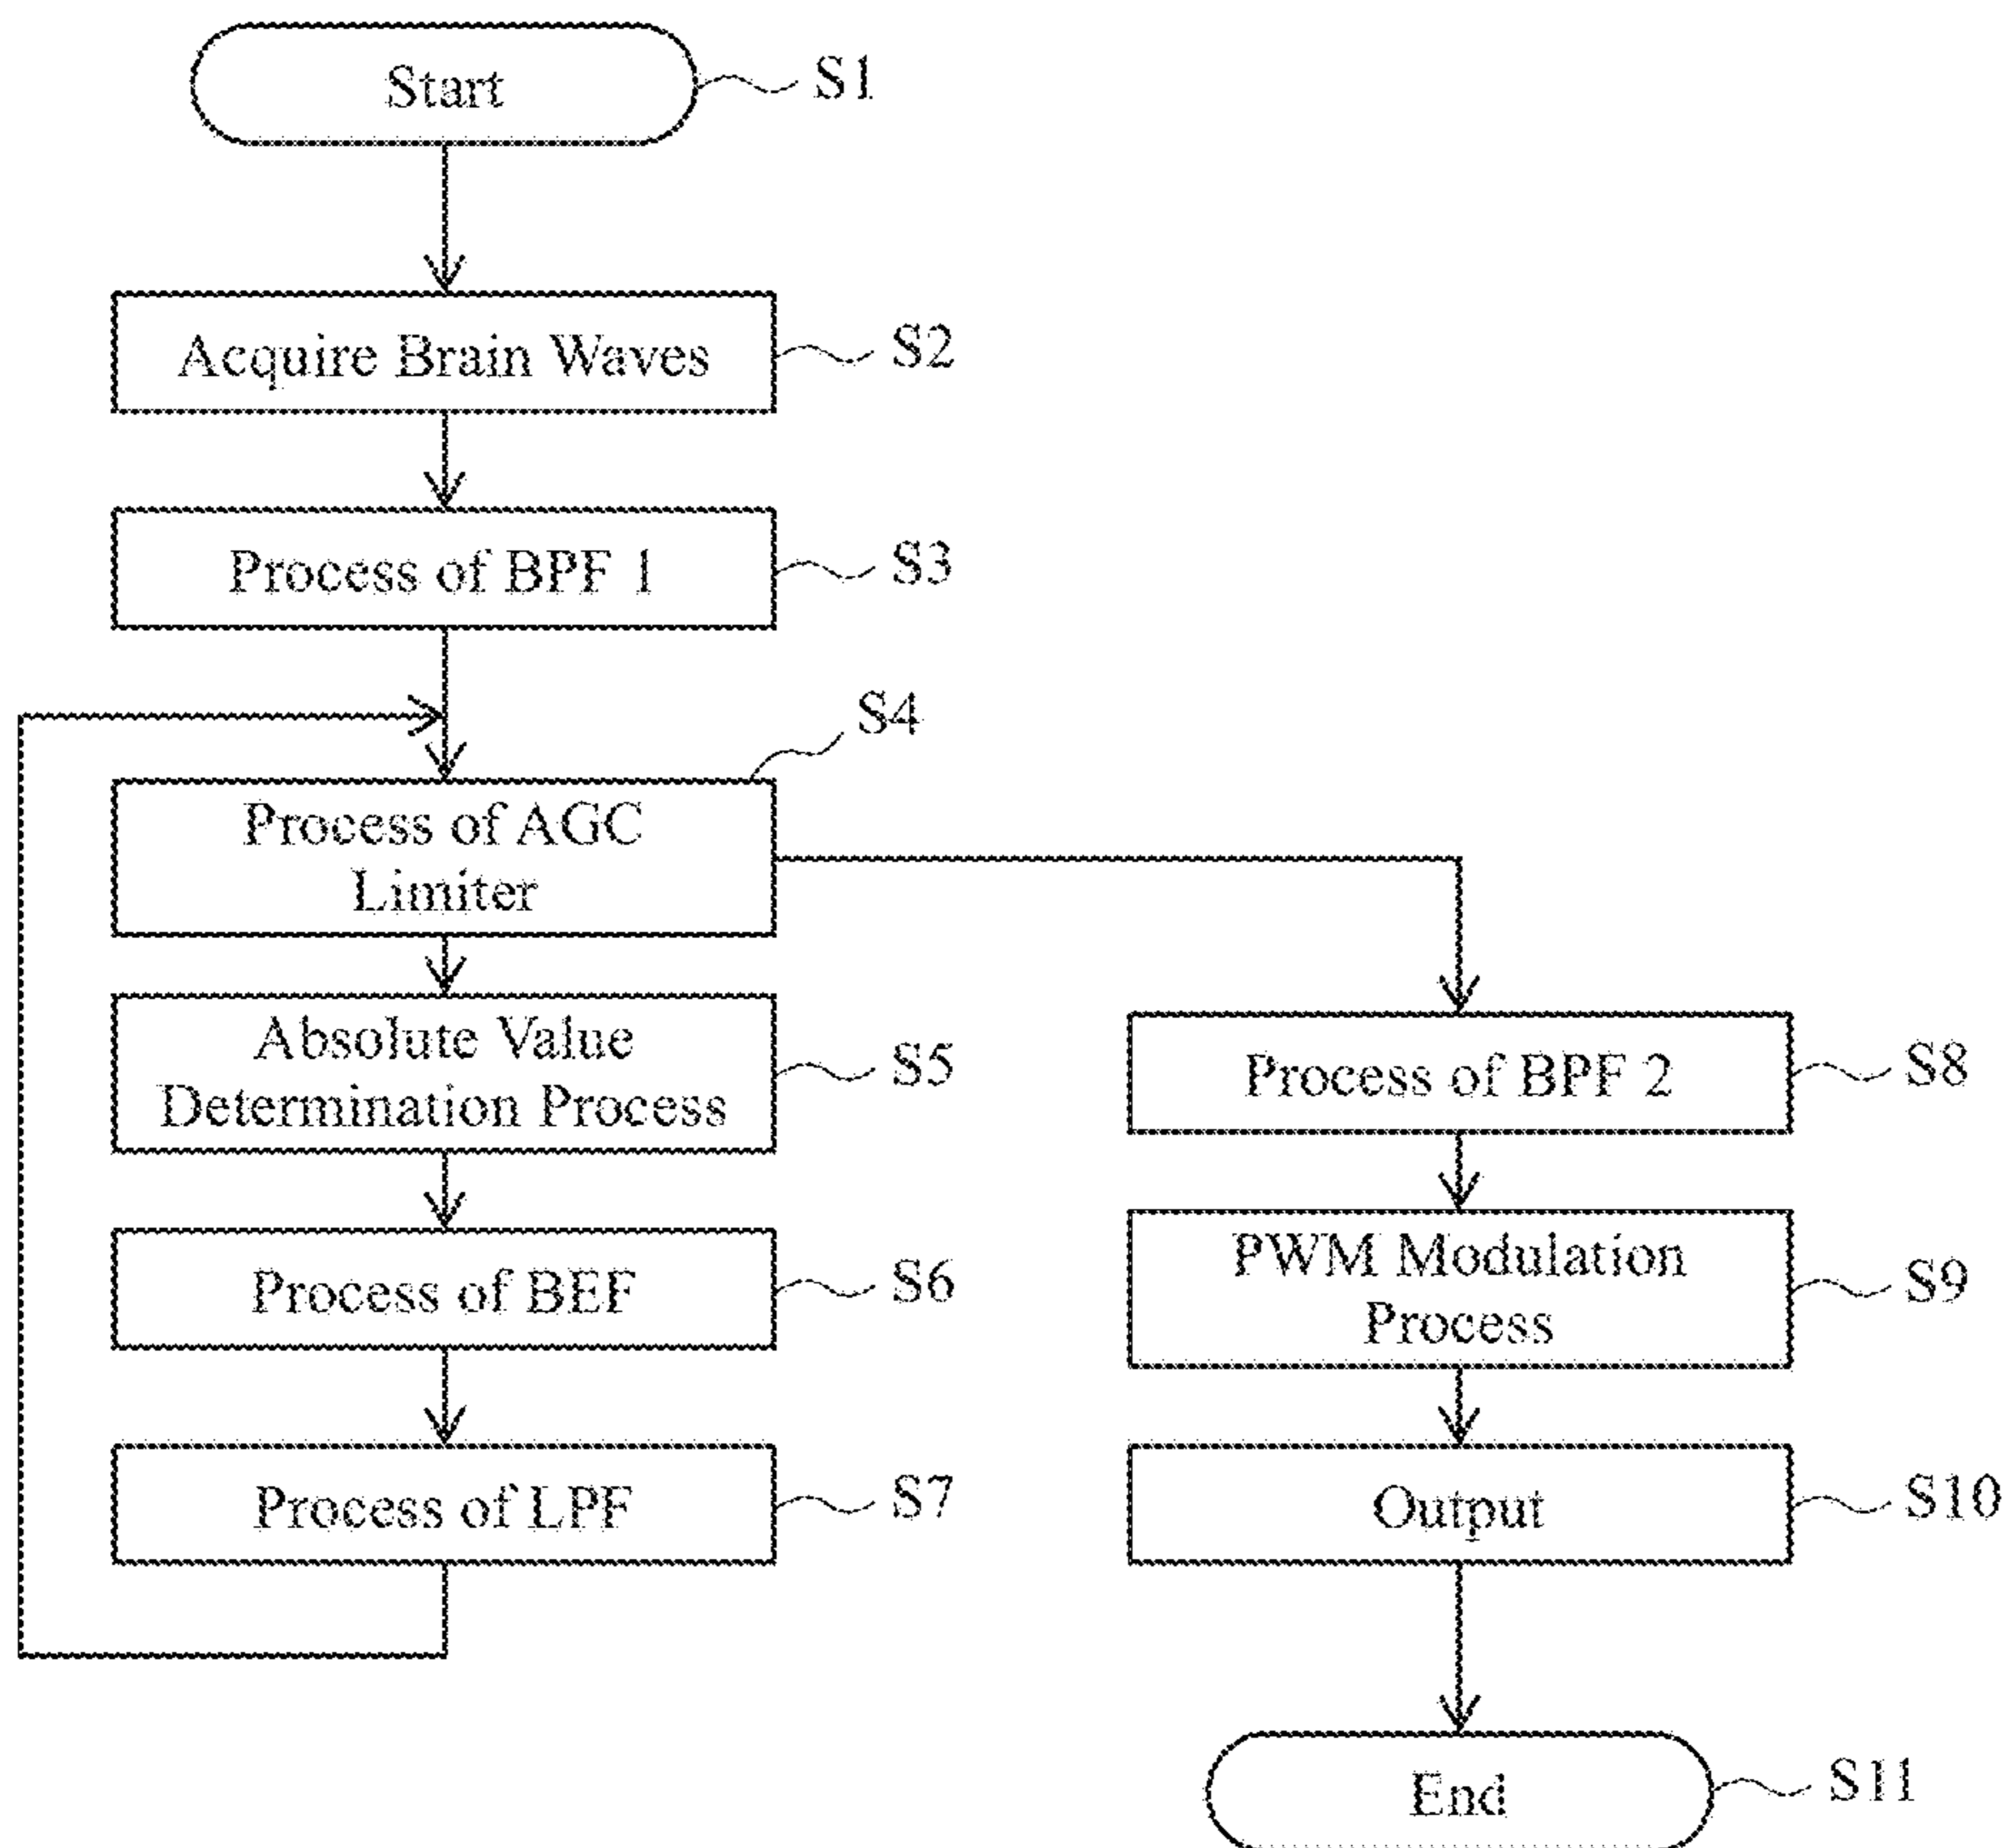 Start
S1
Acquire Brain Waves
S2
Process of BPF 1
S3
S4
Process of AGC
Limiter
Absolute Value
Determination Process
S5
Process of BEF
S6
Process of LPF
S7
Process of BPF 2
S8
PWM Modulation
Process
S9
Output
S10
End
S11